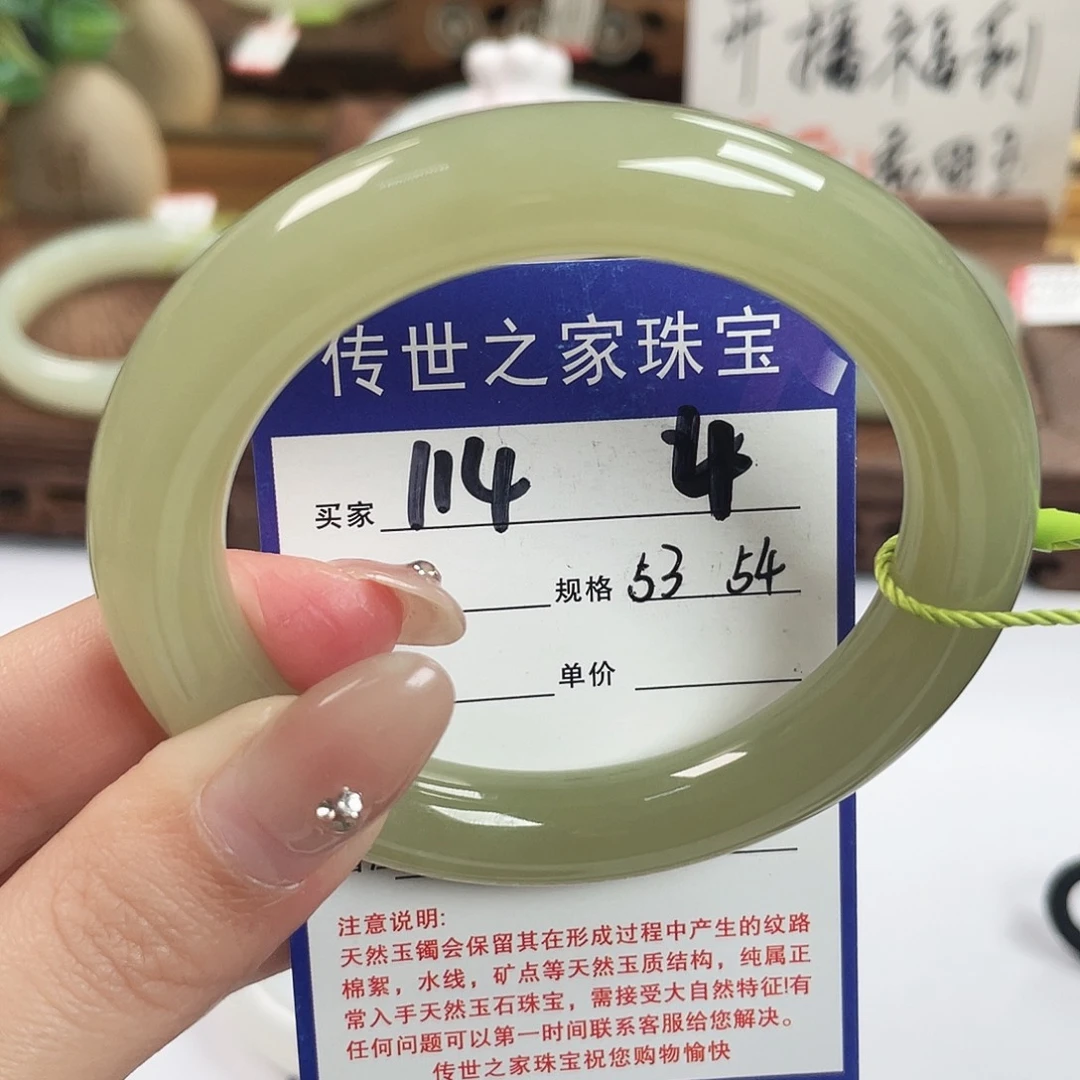 开播福利
传世之家珠宝
买家 114 4
规格 53 54
单价
注意说明:
天然玉镯会保留其在形成过程中产生的纹路
棉絮，水线，矿点等天然玉质结构，纯属正
常入手天然玉石珠宝，需接受大自然特征!有
任何问题可以第一时间联系客服给您解决。
传世之家珠宝祝您购物愉快